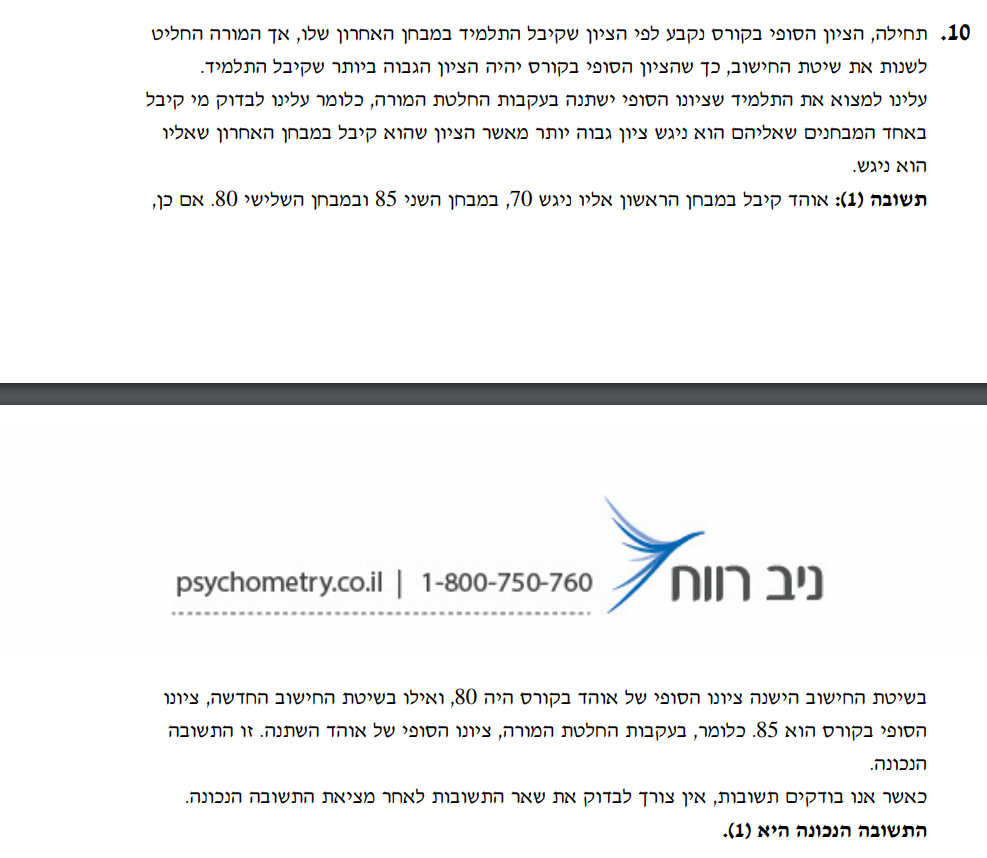 10. תחילה, הציון הסופי בקורס נקבע לפי הציון שקיבל התלמיד במבחן האחרון שלו, אך המורה החליט
לשנות את שיטת החישוב, כך שהציון הסופי בקורס יהיה הציון הגבוה ביותר שקיבל התלמיד.
עלינו למצוא את התלמיד שציונו הסופי ישתנה בעקבות החלטת המורה, כלומר עלינו לבדוק מי קיבל
באחד המבחנים שאליהם הוא ניגש ציון גבוה יותר מאשר הציון שהוא קיבל במבחן האחרון שאליו
הוא ניגש.
תשובה (1): אוהד קיבל במבחן הראשון אליו ניגש 70, במבחן השני 85 ובמבחן השלישי 80. אם כן,
ניב רווח
psychometry.co.il | 1-800-750-760
בשיטת החישוב הישנה ציונו הסופי של אוהד בקורס היה 80, ואילו בשיטת החישוב החדשה, ציונו
הסופי בקורס הוא 85. כלומר, בעקבות החלטת המורה, ציונו הסופי של אוהד השתנה. זו התשובה
הנכונה.
כאשר אנו בודקים תשובות, אין צורך לבדוק את שאר התשובות לאחר מציאת התשובה הנכונה.
התשובה הנכונה היא (1).